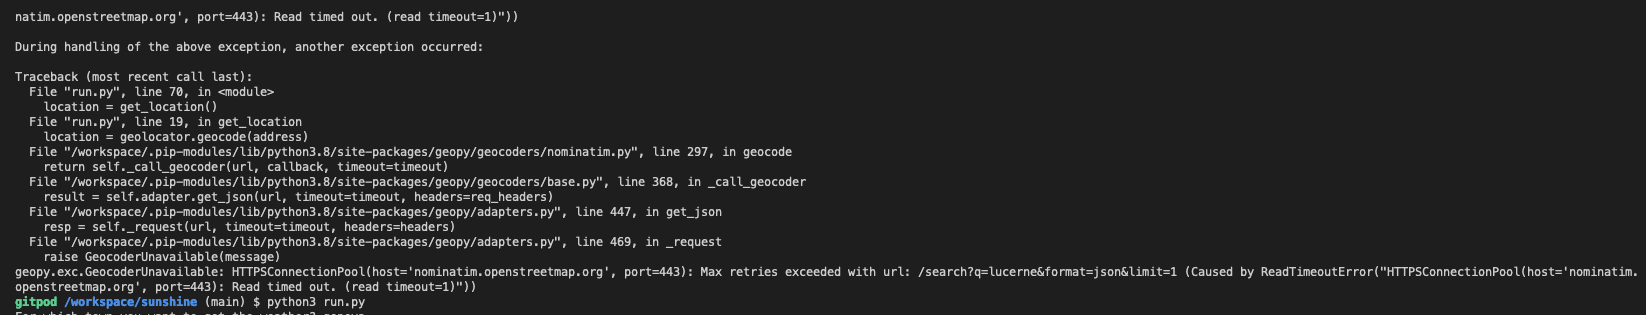 natim.openstreetmap.org', port=443): Read timed out. (read timeout=1)"))
During handling of the above exception, another exception occurred:
Traceback (most recent call last):
  File "run.py", line 70, in <module>
    location = get_location()
  File "run.py", line 19, in get_location
    location = geolocator.geocode(address)
  File "/workspace/.pip-modules/lib/python3.8/site-packages/geopy/geocoders/nominatim.py", line 297, in geocode
    return self._call_geocoder(url, callback, timeout=timeout)
  File "/workspace/.pip-modules/lib/python3.8/site-packages/geopy/geocoders/base.py", line 368, in _call_geocoder
    result = self.adapter.get_json(url, timeout=timeout, headers=req_headers)
  File "/workspace/.pip-modules/lib/python3.8/site-packages/geopy/adapters.py", line 447, in get_json
    resp = self._request(url, timeout=timeout, headers=headers)
  File "/workspace/.pip-modules/lib/python3.8/site-packages/geopy/adapters.py", line 469, in _request
    raise GeocoderUnavailable(message)
geopy.exc.GeocoderUnavailable: HTTPSConnectionPool(host='nominatim.openstreetmap.org', port=443): Max retries exceeded with url: /search?q=lucerne&format=json&limit=1 (Caused by ReadTimeoutError("HTTPSConnectionPool(host='nominatim.
openstreetmap.org', port=443): Read timed out. (read timeout=1)"))
gitpod /workspace/sunshine (main) $ python3 run.py